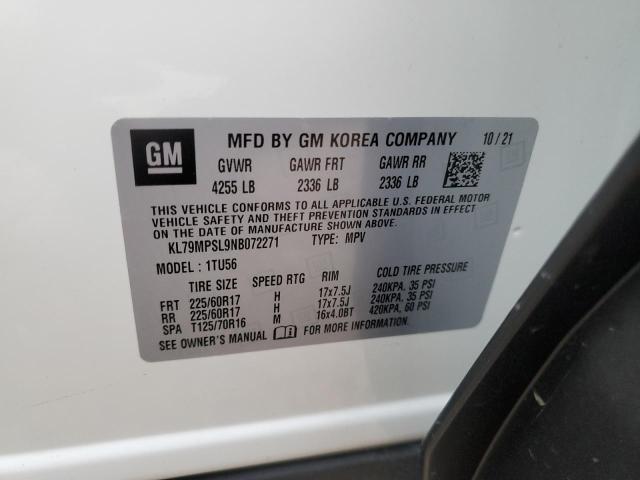 GM MFD BY GM KOREA COMPANY 10/21
GVWR GAWR FRT GAWR RR
4255 LB 2336 LB 2336 LB
THIS VEHICLE CONFORMS TO ALL APPLICABLE U.S. FEDERAL MOTOR
VEHICLE SAFETY AND THEFT PREVENTION STANDARDS IN EFFECT
ON THE DATE OF MANUFACTURE SHOWN ABOVE.
KL79MPSL9NB072271 TYPE: MPV
MODEL : 1TU56
TIRE SIZE SPEED RTG RIM COLD TIRE PRESSURE
FRT 225/60R17 H 17x7.5J 240KPA, 35 PSI
RR 225/60R17 H 17x7.5J 240KPA, 35 PSI
SPA T125/70R16 M 16x4.0BT 420KPA, 60 PSI
SEE OWNER'S MANUAL FOR MORE INFORMATION.